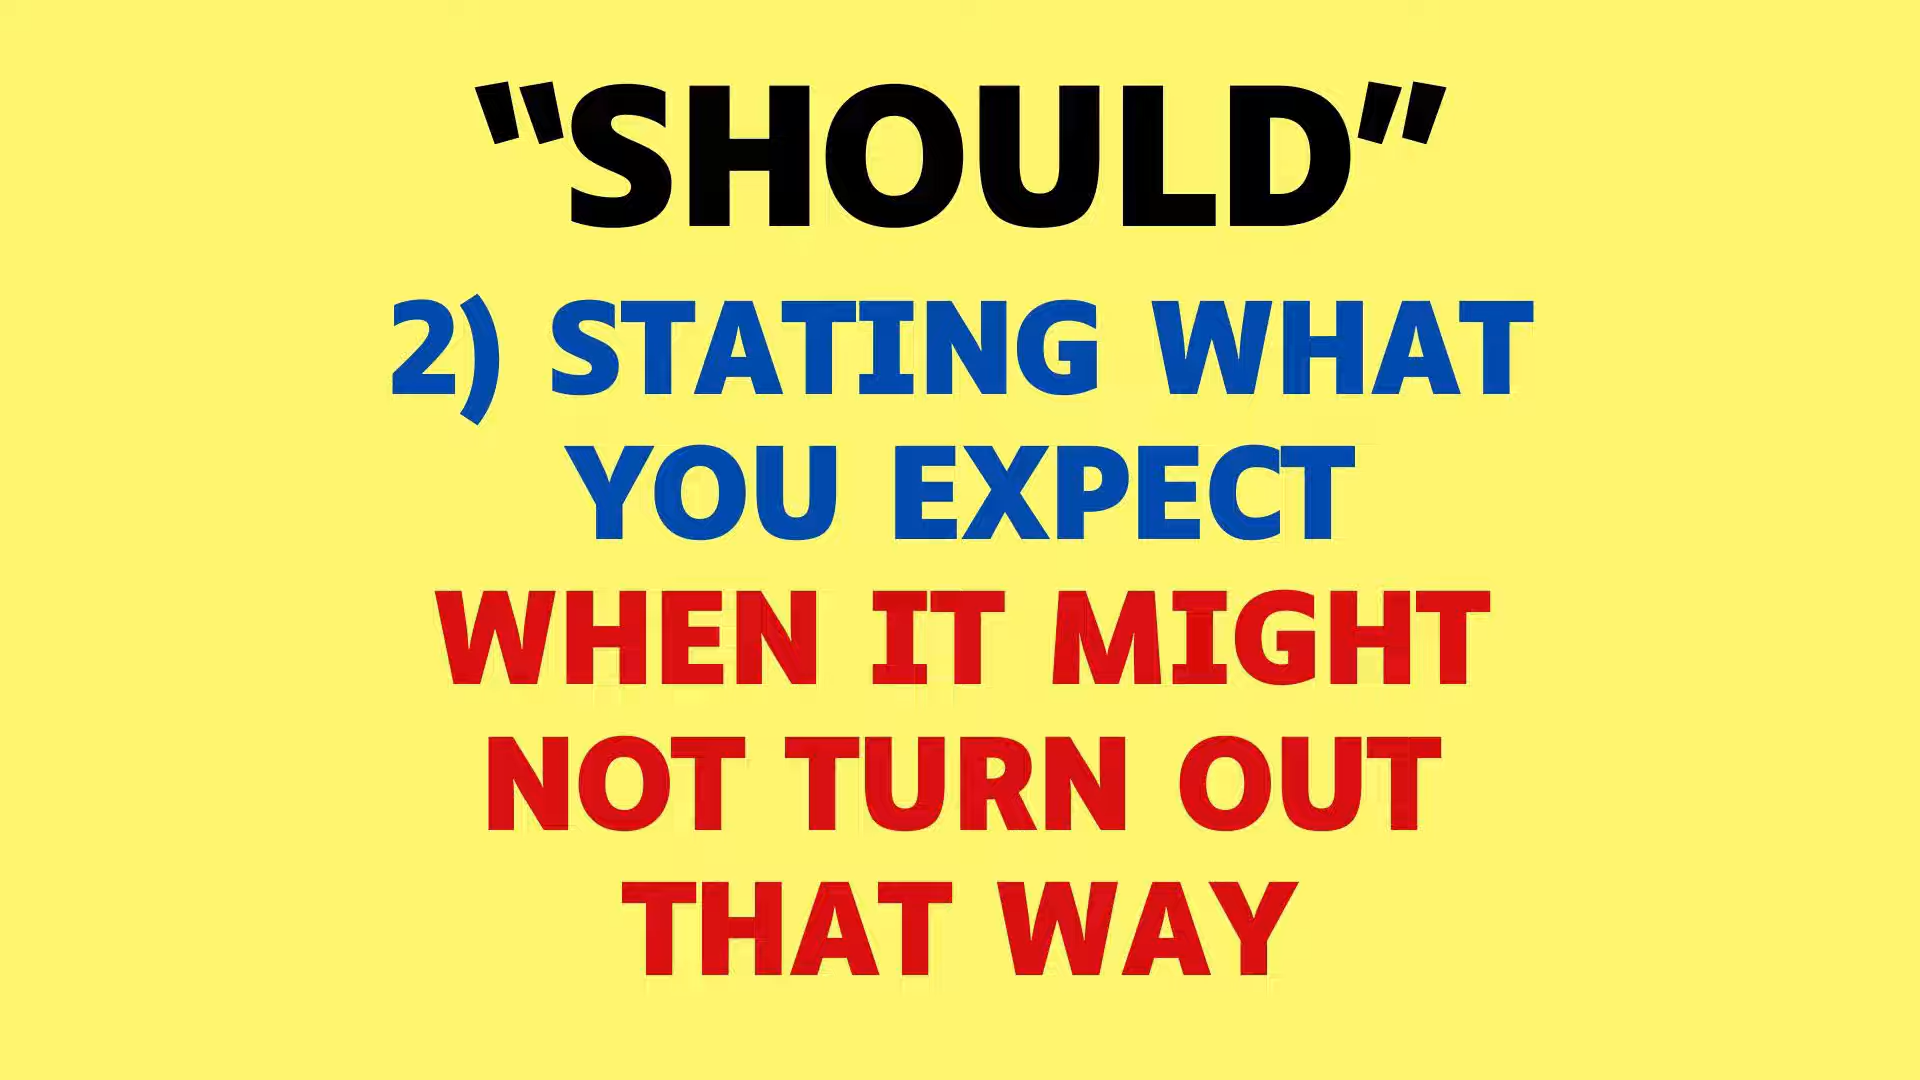 “SHOULD”
2) STATING WHAT
YOU EXPECT
WHEN IT MIGHT
NOT TURN OUT
THAT WAY